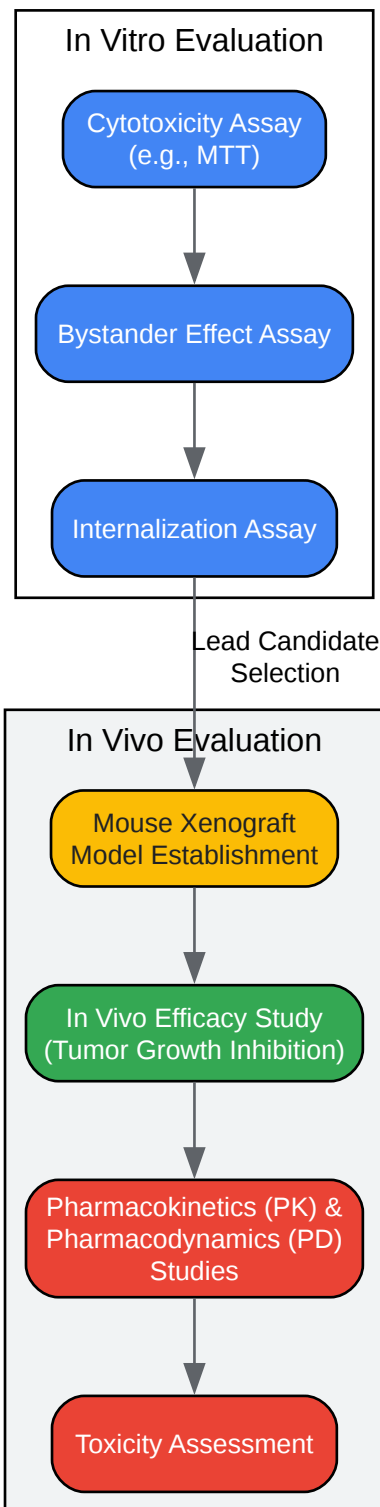 In Vitro Evaluation
Cytotoxicity Assay
(e.g., MTT)
Bystander Effect Assay
Internalization Assay
Lead Candidate
Selection
In Vivo Evaluation
Mouse Xenograft
Model Establishment
In Vivo Efficacy Study
(Tumor Growth Inhibition)
Pharmacokinetics (PK) &
Pharmacodynamics (PD)
Studies
Toxicity Assessment